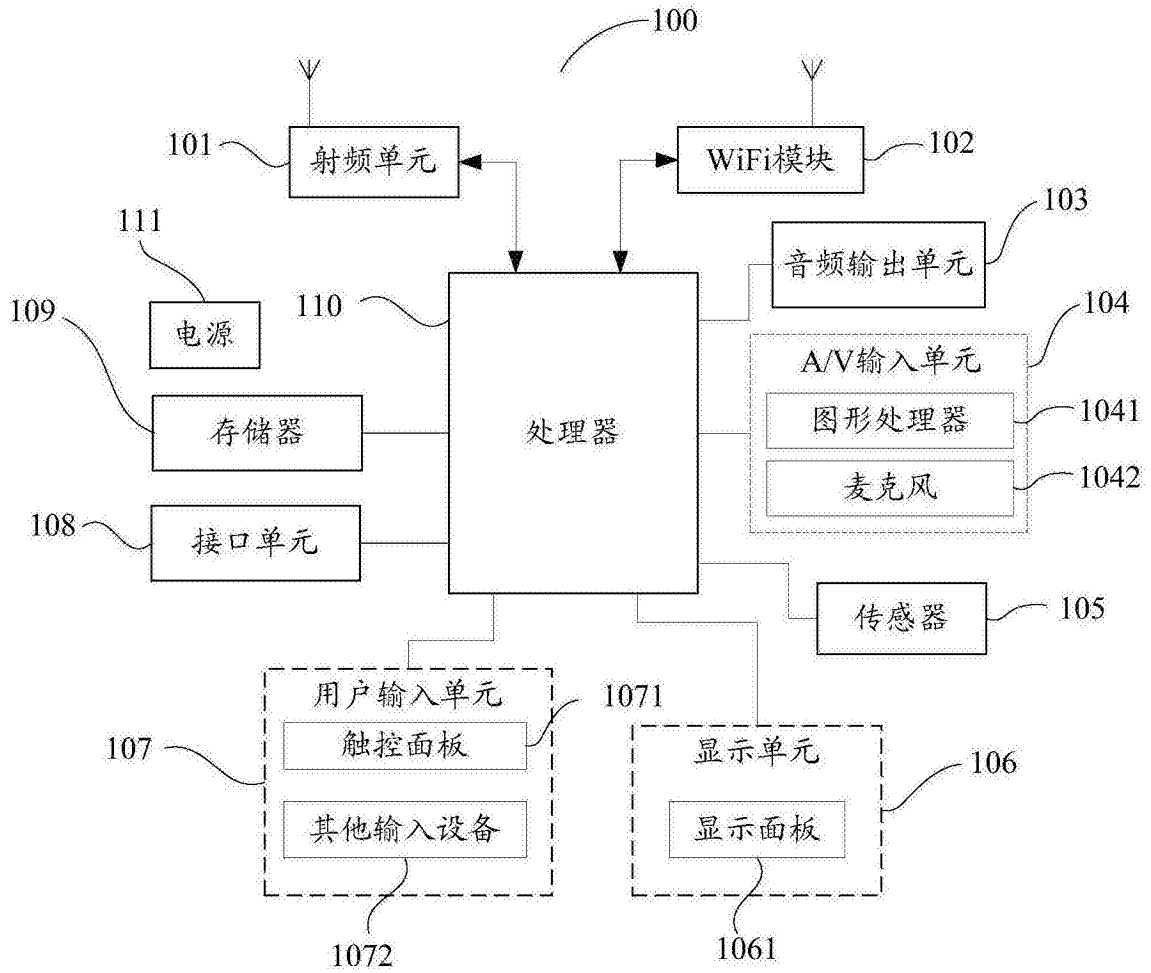 100
101
射频单元
WiFi模块
102
103
音频输出单元
111
电源
110
109
104
A/V输入单元
图形处理器
1041
存储器
处理器
麦克风
1042
108
接口单元
传感器
105
用户输入单元
1071
触控面板
107
显示单元
106
其他输入设备
显示面板
1072
1061